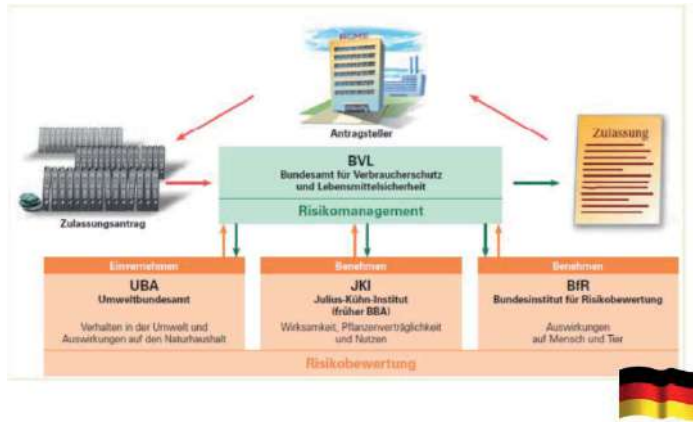 ACME
Antragsteller
Zulassung
Zulassungsantrag
BVL
Bundesamt für Verbraucherschutz
und Lebensmittelsicherheit
Risikomanagement
Einvernehmen
UBA
Umweltbundesamt
Verhalten in der Umwelt und
Auswirkungen auf den Naturhaushalt
Benehmen
JKI
Julius-Kühn-Institut
(früher BBA)
Wirksamkeit, Pflanzenverträglichkeit
und Nutzen
Benehmen
BfR
Bundesinstitut für Risikobewertung
Auswirkungen
auf Mensch und Tier
Risikobewertung